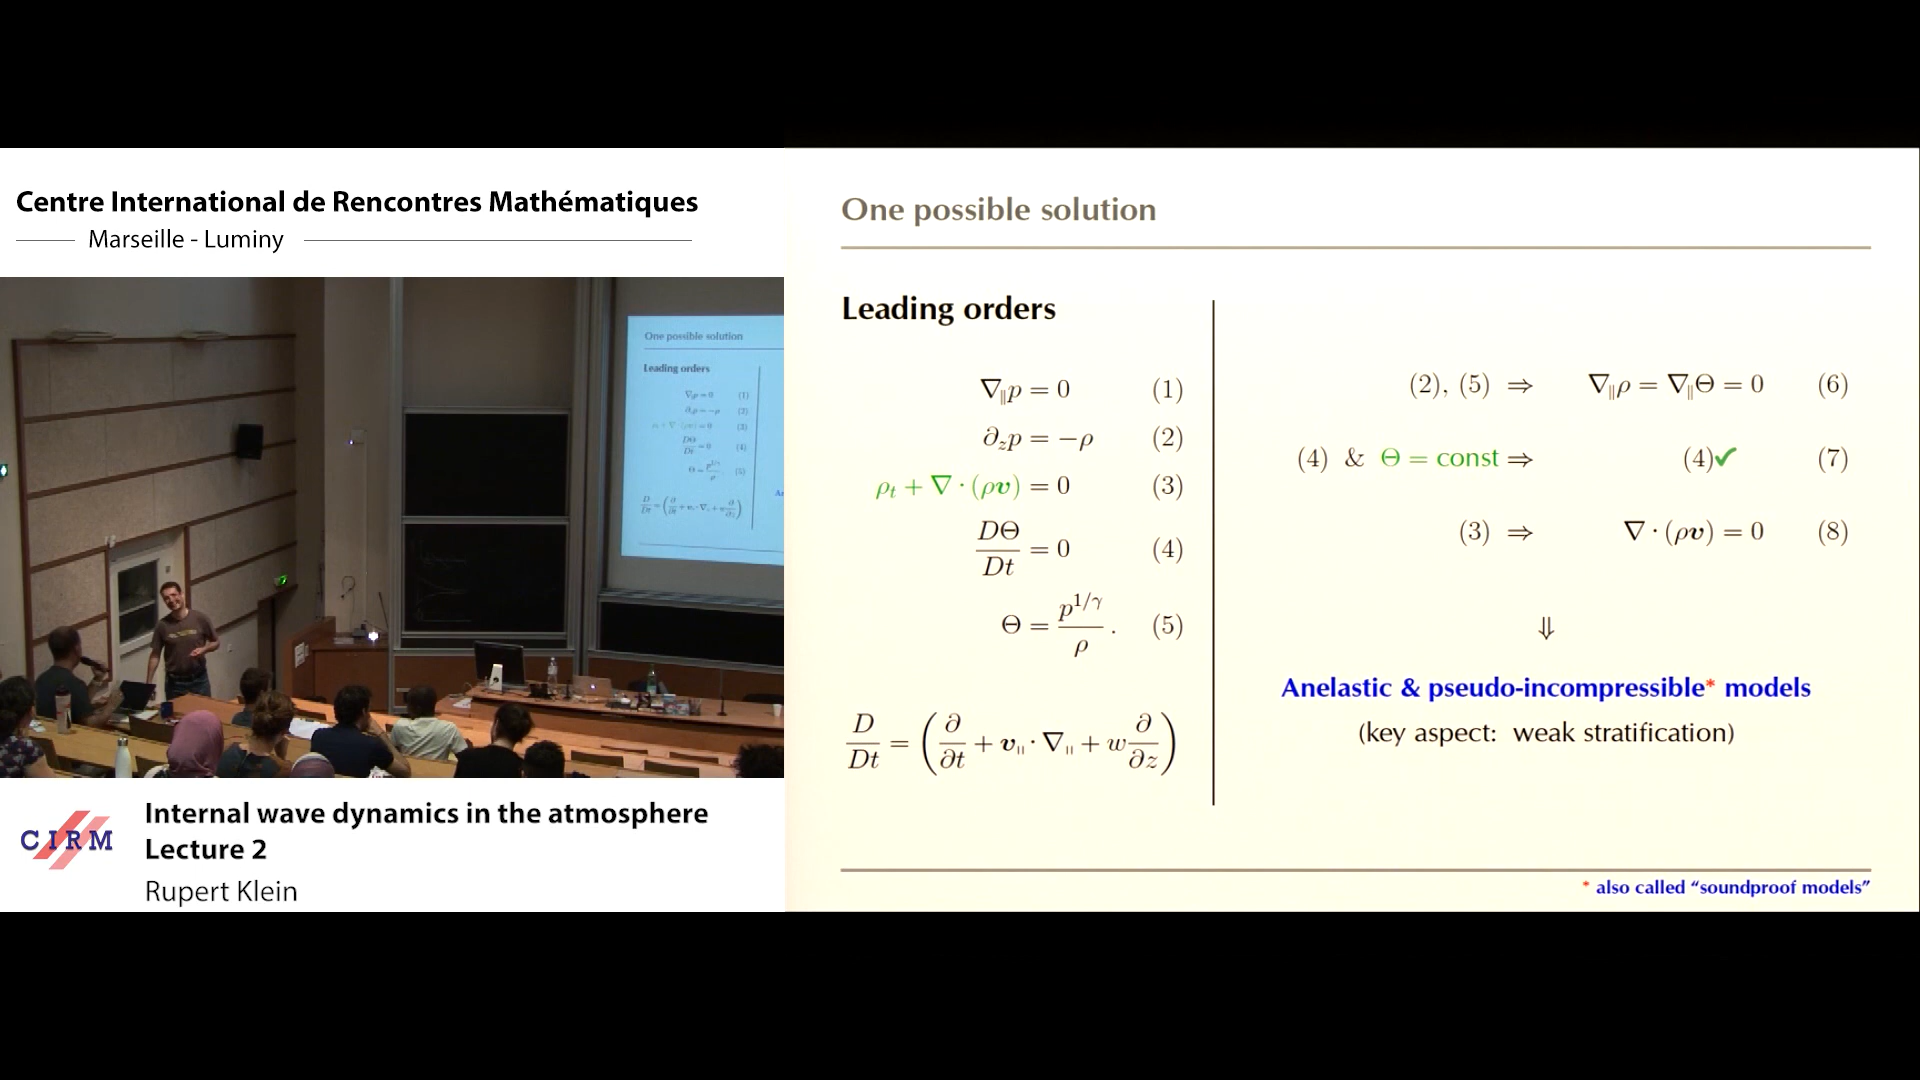 Centre International de Rencontres Mathématiques
Marseille - Luminy
One possible solution
Leading orders
∇∥p = 0 (1)
∂zp = −ρ (2)
ρt + ∇ · (ρv) = 0 (3)
DΘ/Dt = 0 (4)
Θ = p^{1/γ}/ρ . (5)
D/Dt = (∂/∂t + v∥ · ∇∥ + w ∂/∂z)
(2), (5) ⇒ ∇∥ρ = ∇∥Θ = 0 (6)
(4) & Θ = const ⇒ (4)✓ (7)
(3) ⇒ ∇ · (ρv) = 0 (8)
⇓
Anelastic & pseudo-incompressible* models
(key aspect: weak stratification)
* also called “soundproof models”
One possible solution
Leading orders
CIRM
Internal wave dynamics in the atmosphere
Lecture 2
Rupert Klein